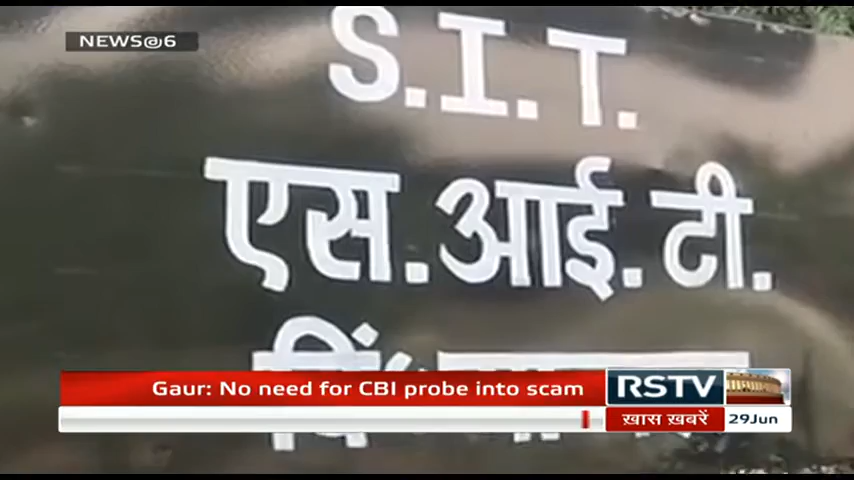 NEWS@6
S.I.T.
एस.आई.टी.
Gaur: No need for CBI probe into scam
RSTV
ख़ास ख़बरें
29Jun